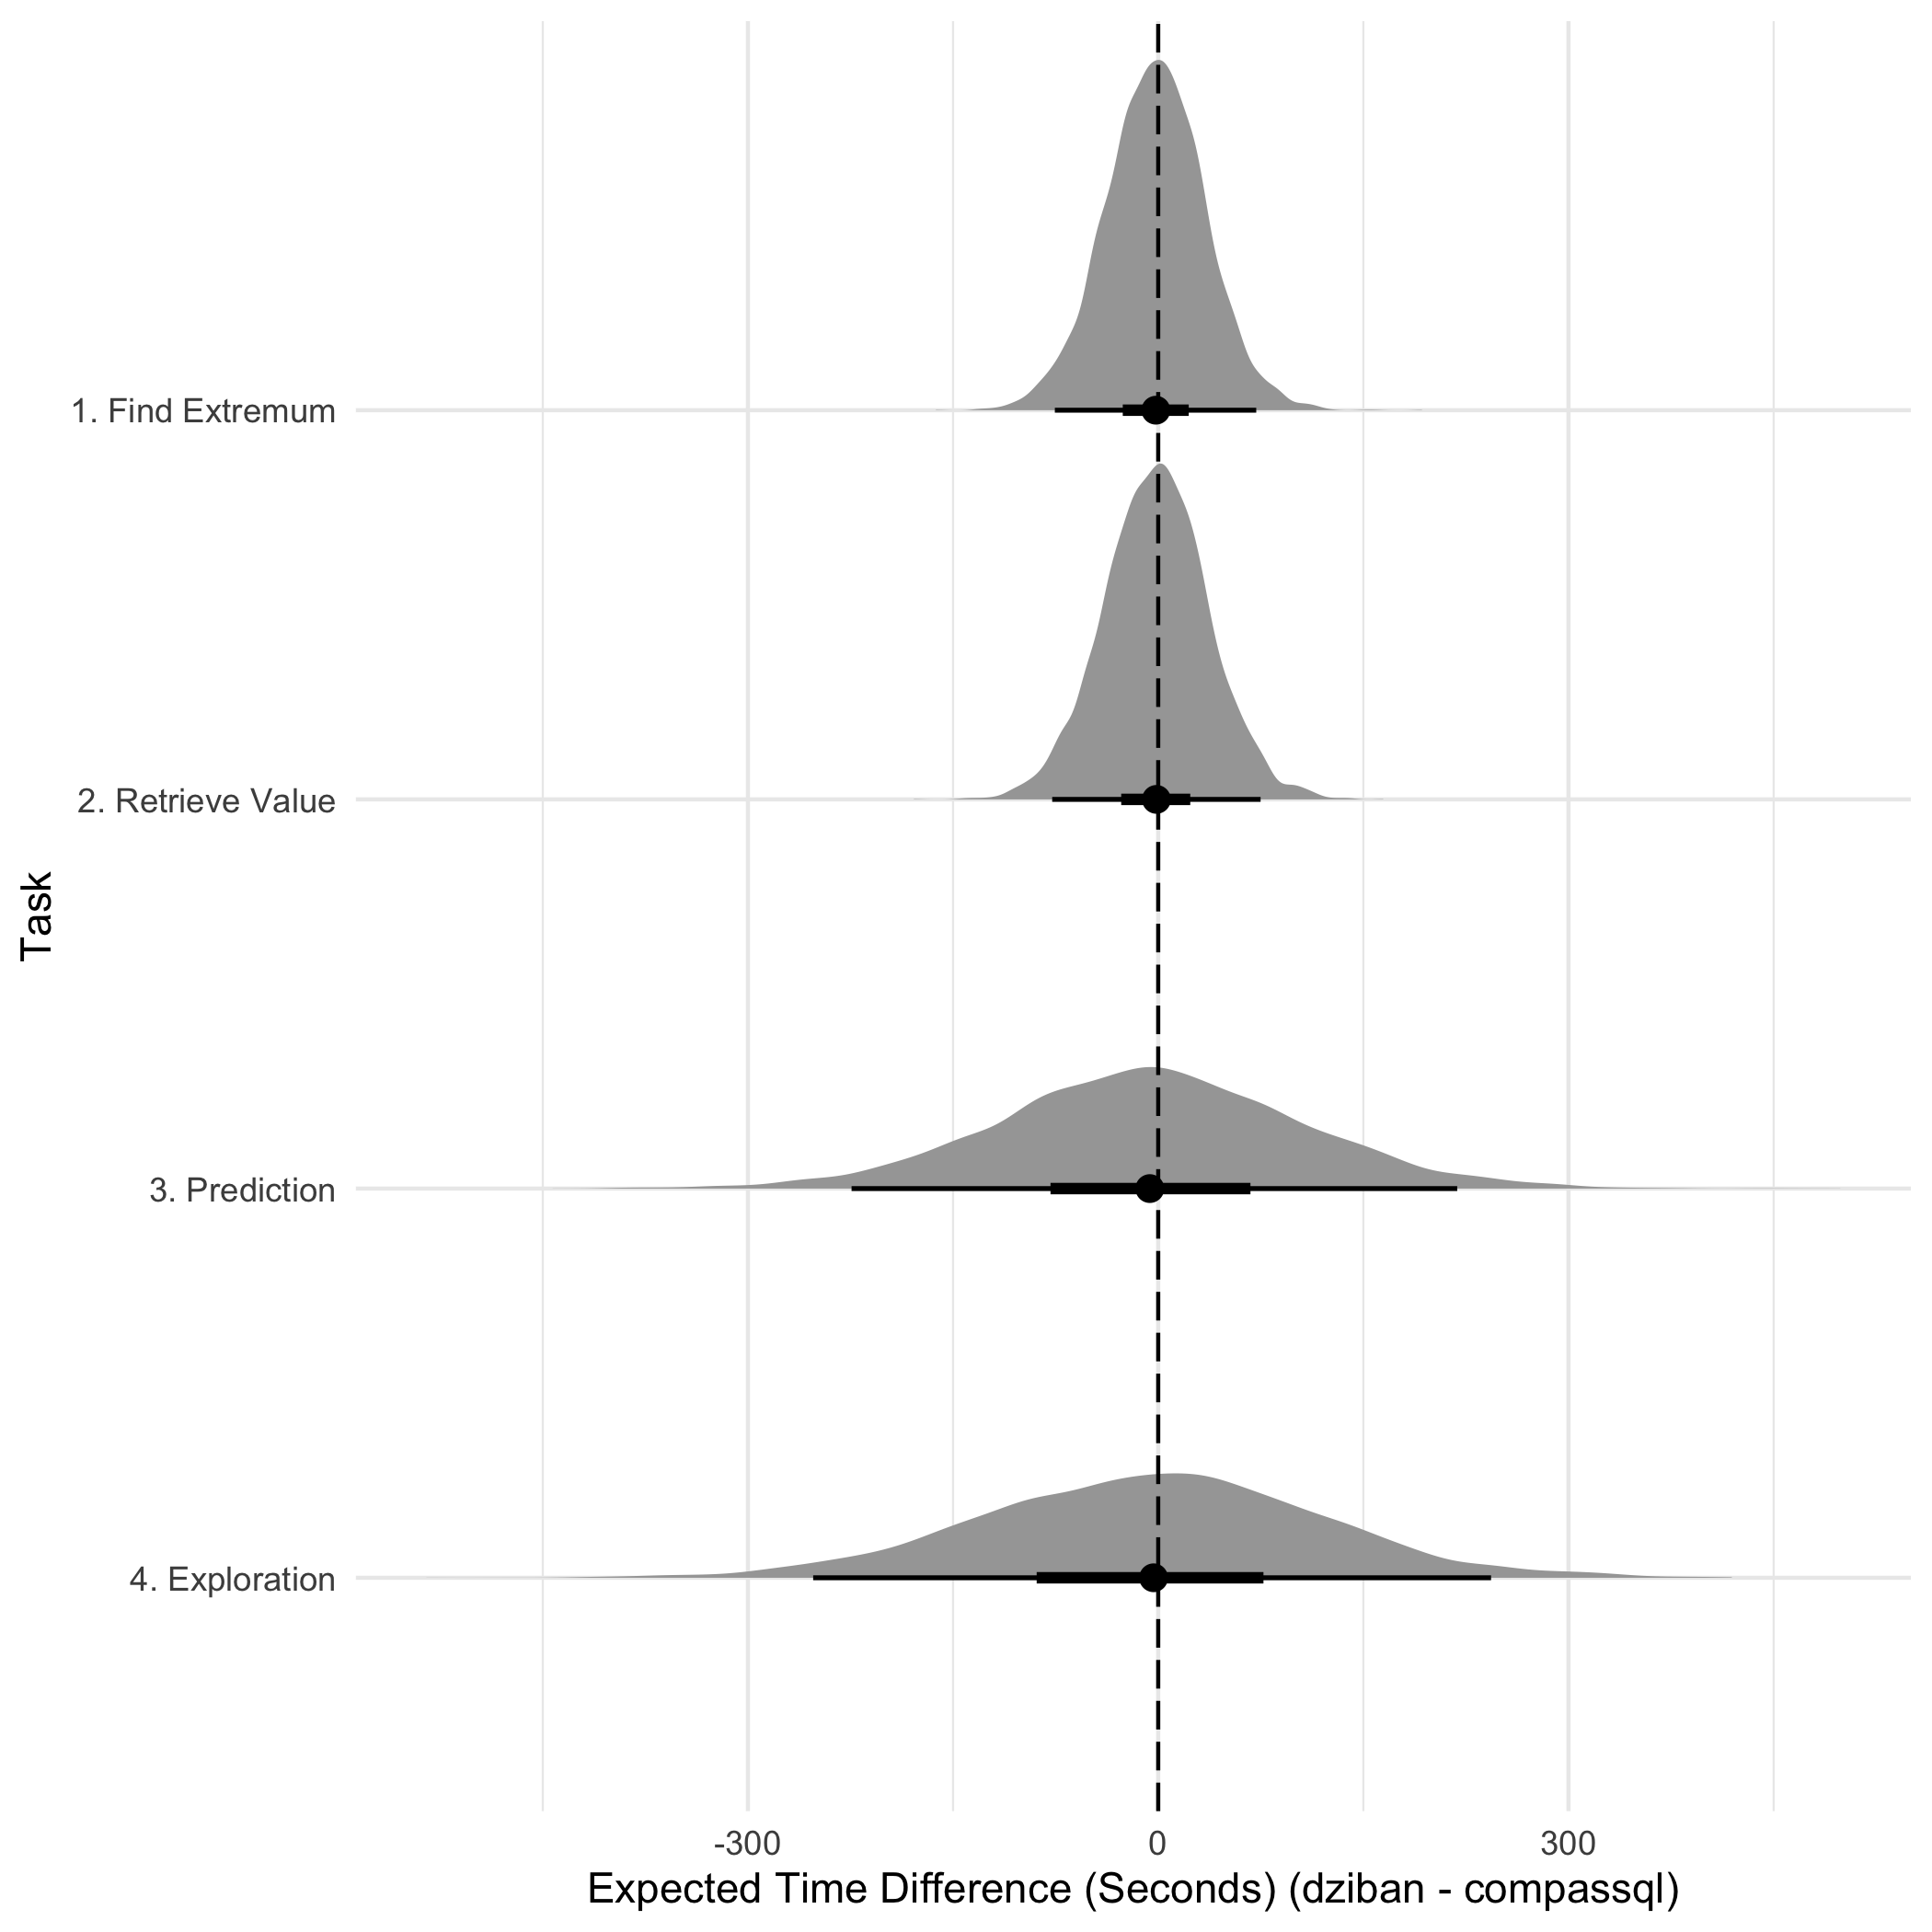 1. Find Extremum
2. Retrieve Value
3. Prediction
4. Exploration
Task
-300
0
300
Expected Time Difference (Seconds) (dziban - compassql)